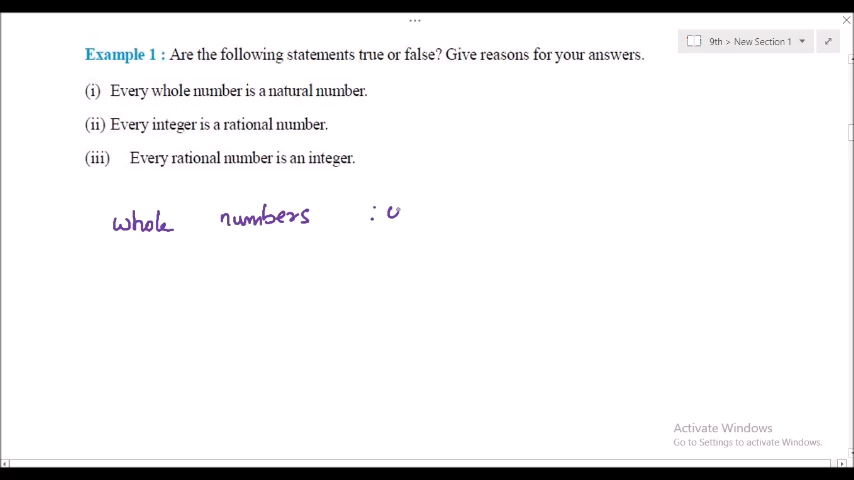 ...
9th > New Section 1
Example 1 : Are the following statements true or false? Give reasons for your answers.
(i) Every whole number is a natural number.
(ii) Every integer is a rational number.
(iii) Every rational number is an integer.
whole numbers : 0
Activate Windows
Go to Settings to activate Windows.